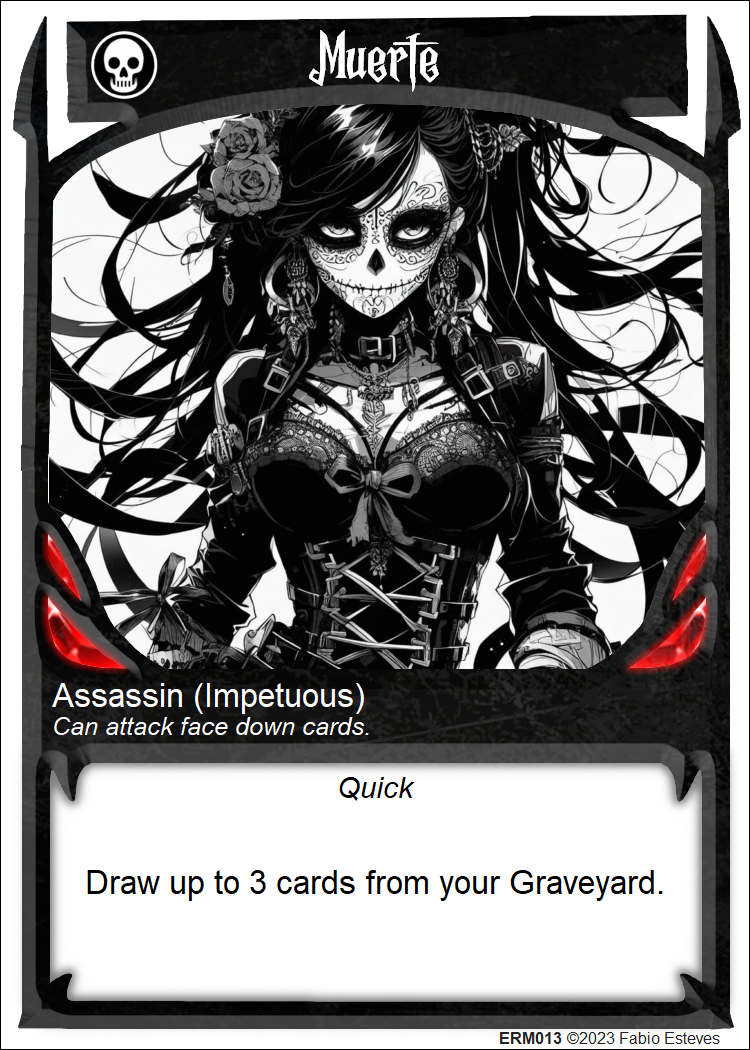 Muerte
Assassin (Impetuous)
Can attack face down cards.
Quick
Draw up to 3 cards from your Graveyard.
ERM013 ©2023 Fabio Esteves